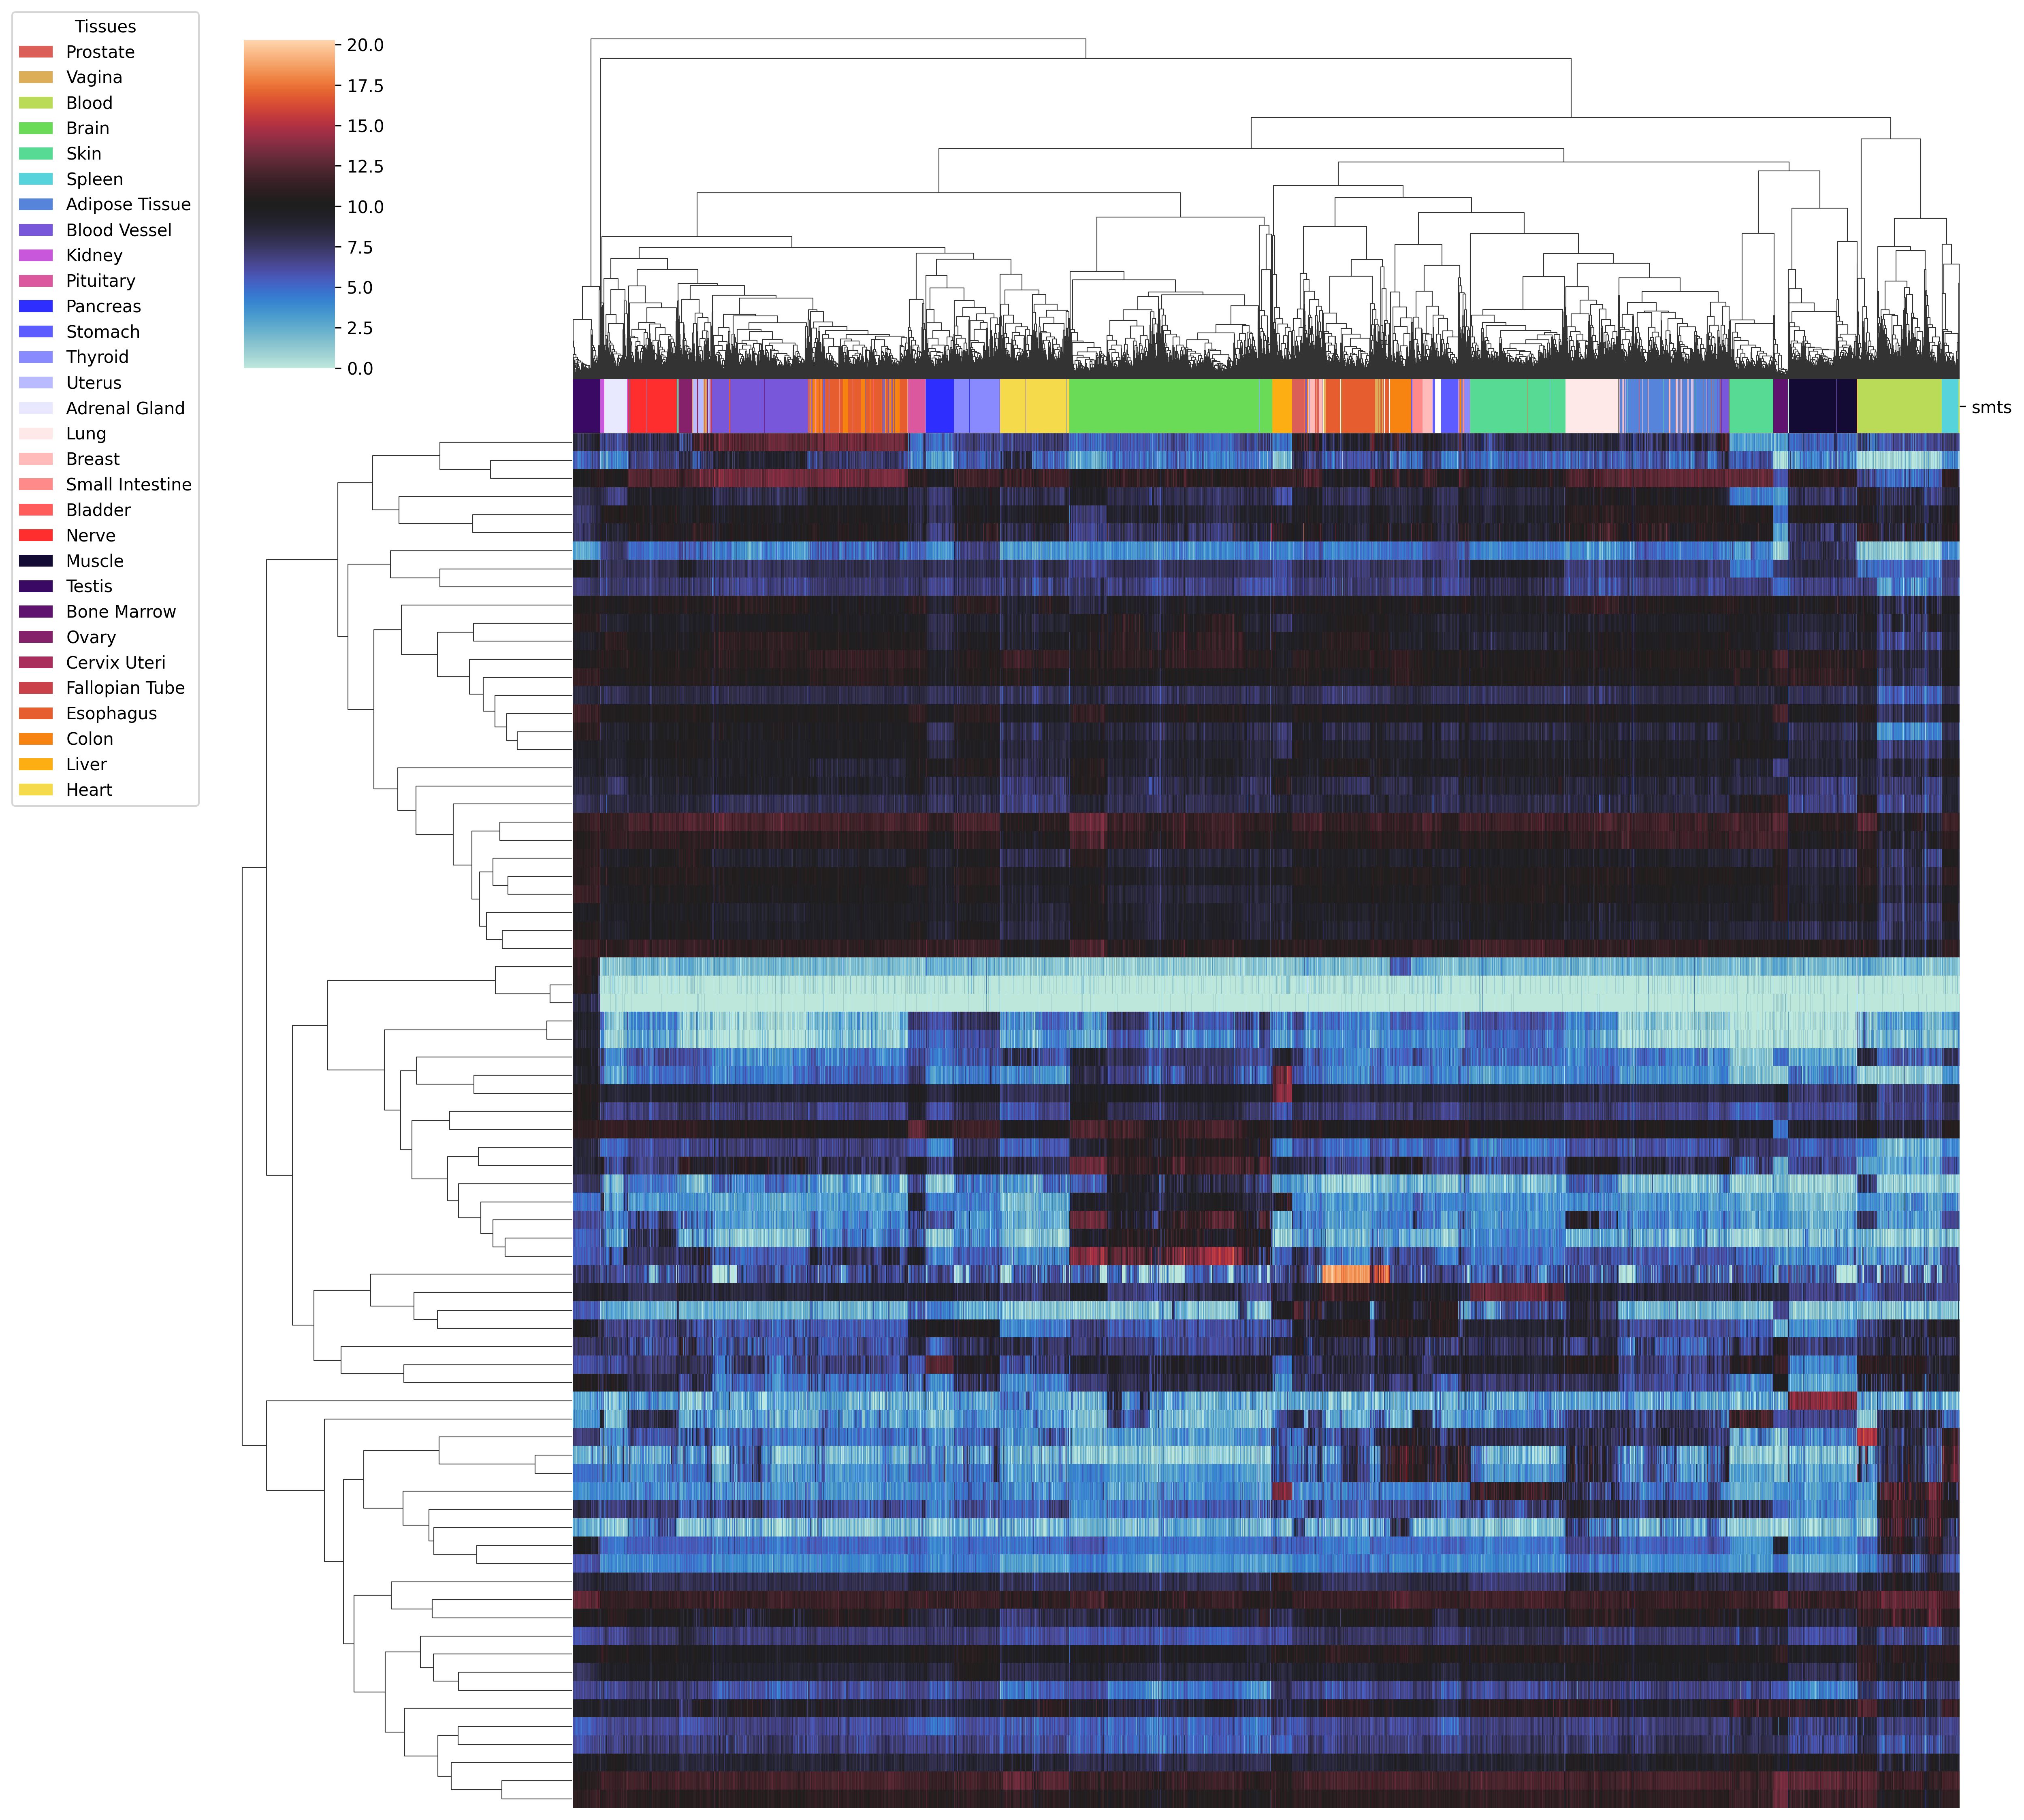 Tissues
Prostate
Vagina
Blood
Brain
Skin
Spleen
Adipose Tissue
Blood Vessel
Kidney
Pituitary
Pancreas
Stomach
Thyroid
Uterus
Adrenal Gland
Lung
Breast
Small Intestine
Bladder
Nerve
Muscle
Testis
Bone Marrow
Ovary
Cervix Uteri
Fallopian Tube
Esophagus
Colon
Liver
Heart
20.0
17.5
15.0
12.5
10.0
7.5
5.0
2.5
0.0
smts